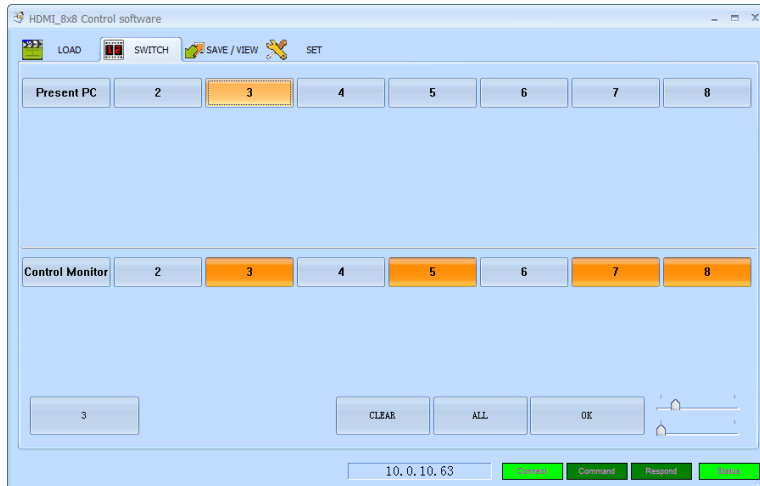 HDMI_8x8 Control software
LOAD SWITCH SAVE / VIEW SET
Present PC 2 3 4 5 6 7 8
Control Monitor 2 3 4 5 6 7 8
3 CLEAR ALL OK
10. 0. 10. 63 Connect Command Respond Status